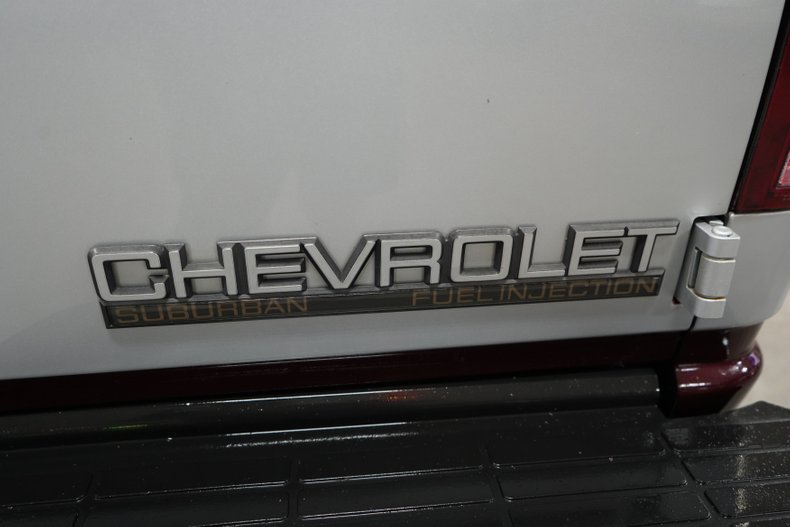 CHEVROLET
SUBURBAN FUEL INJECTION